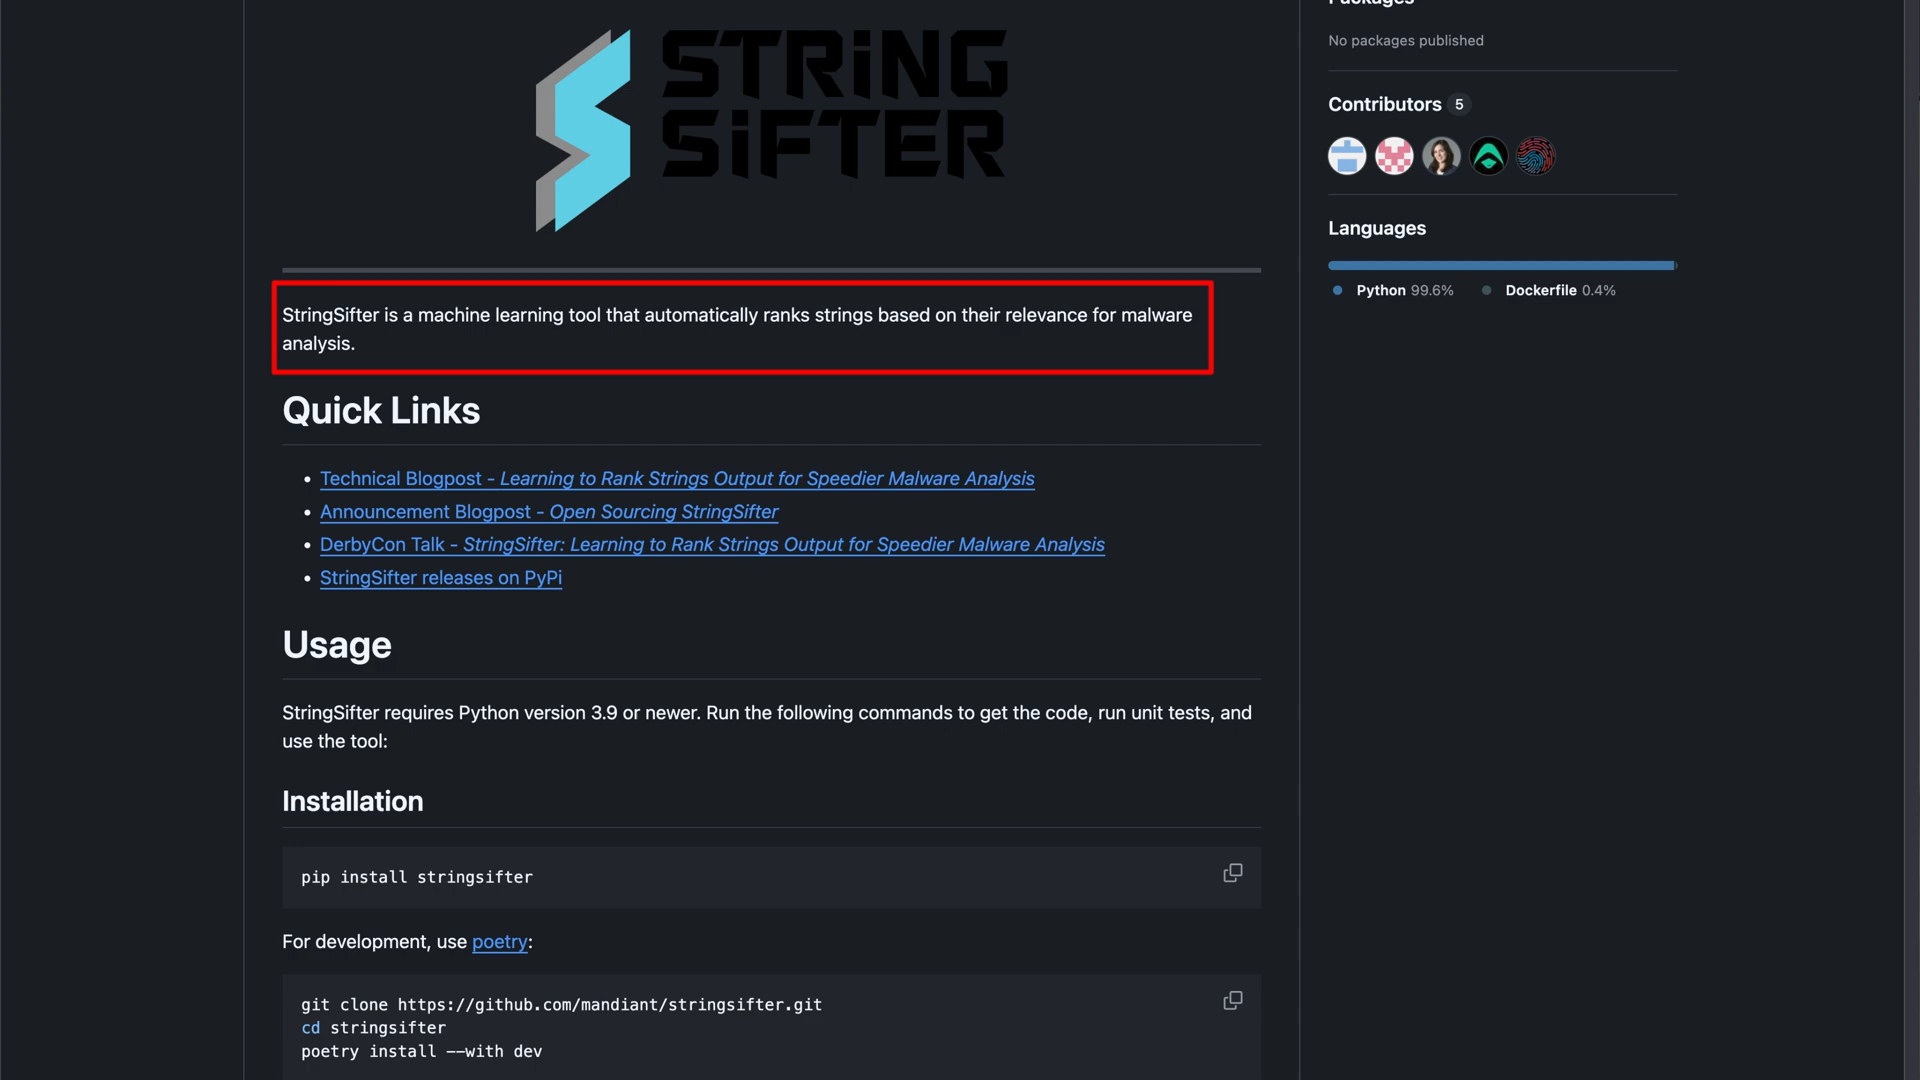 STRiNG
SiFTER
StringSifter is a machine learning tool that automatically ranks strings based on their relevance for malware
analysis.
Quick Links
Technical Blogpost - Learning to Rank Strings Output for Speedier Malware Analysis
Announcement Blogpost - Open Sourcing StringSifter
DerbyCon Talk - StringSifter: Learning to Rank Strings Output for Speedier Malware Analysis
StringSifter releases on PyPi
Usage
StringSifter requires Python version 3.9 or newer. Run the following commands to get the code, run unit tests, and
use the tool:
Installation
pip install stringsifter
For development, use poetry:
git clone https://github.com/mandiant/stringsifter.git
cd stringsifter
poetry install --with dev
Packages
No packages published
Contributors 5
Languages
Python 99.6% Dockerfile 0.4%